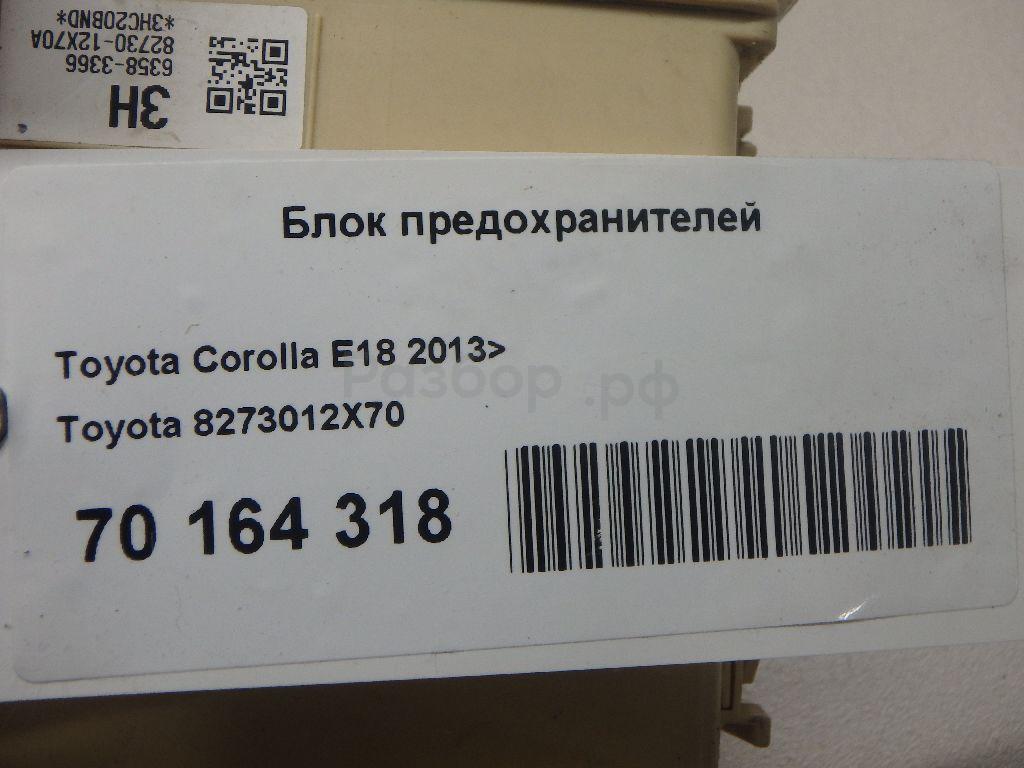 *3HC20BND*
82730-12X70A
6358-3366
3H
Блок предохранителей
Toyota Corolla E18 2013>
Разбор.рф
Toyota 8273012X70
70 164 318